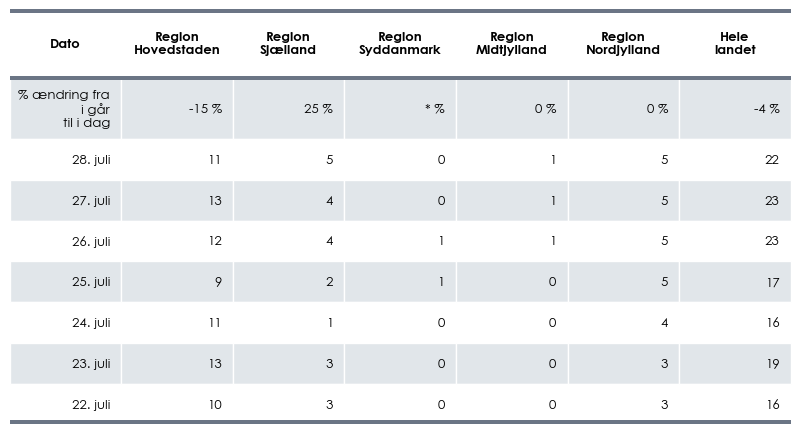 Dato Region Hovedstaden Region Sjælland Region Syddanmark Region Midtjylland Region Nordjylland Hele landet
% ændring fra i går til i dag -15 % 25 % * % 0 % 0 % -4 %
28. juli 11 5 0 1 5 22
27. juli 13 4 0 1 5 23
26. juli 12 4 1 1 5 23
25. juli 9 2 1 0 5 17
24. juli 11 1 0 0 4 16
23. juli 13 3 0 0 3 19
22. juli 10 3 0 0 3 16